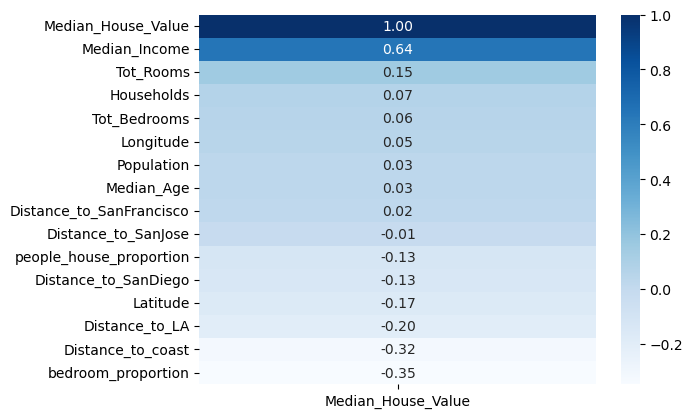 Median_House_Value 1.00
Median_Income 0.64
Tot_Rooms 0.15
Households 0.07
Tot_Bedrooms 0.06
Longitude 0.05
Population 0.03
Median_Age 0.03
Distance_to_SanFrancisco 0.02
Distance_to_SanJose -0.01
people_house_proportion -0.13
Distance_to_SanDiego -0.13
Latitude -0.17
Distance_to_LA -0.20
Distance_to_coast -0.32
bedroom_proportion -0.35
Median_House_Value
1.0
0.8
0.6
0.4
0.2
0.0
−0.2